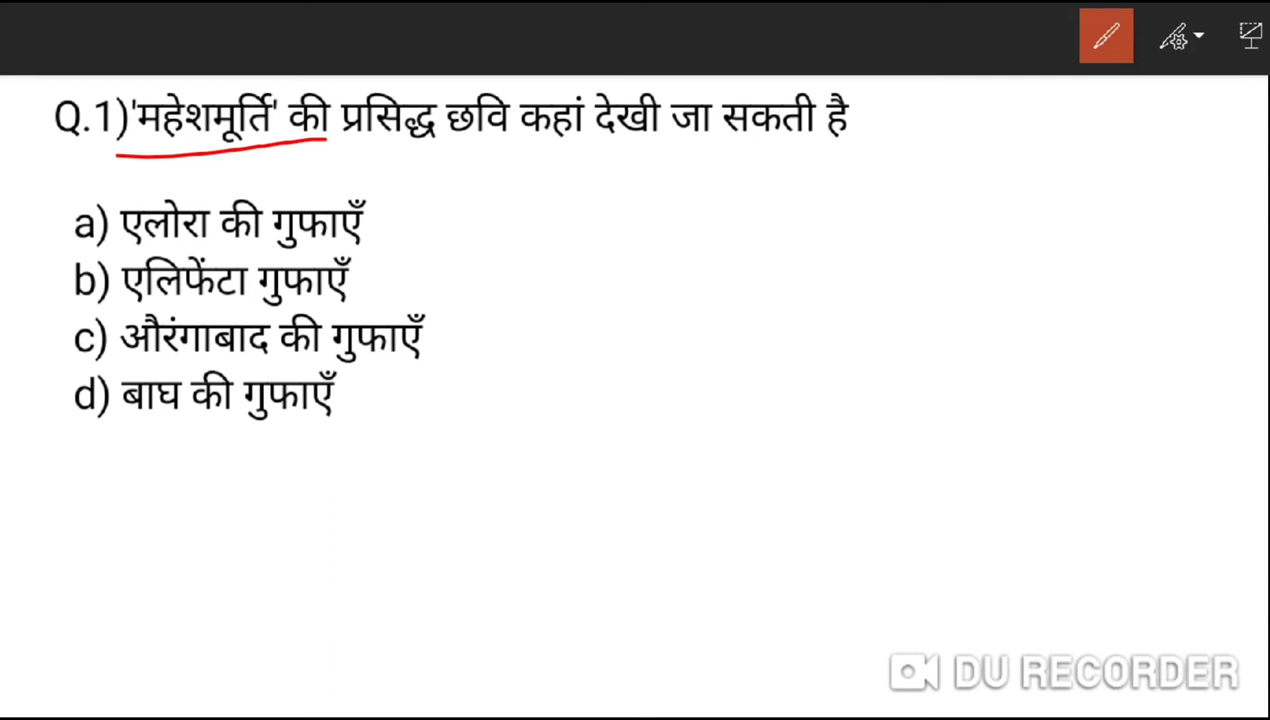 Q.1)'महेशमूर्ति' की प्रसिद्ध छवि कहां देखी जा सकती है
a) एलोरा की गुफाएँ
b) एलिफेंटा गुफाएँ
c) औरंगाबाद की गुफाएँ
d) बाघ की गुफाएँ
DU RECORDER